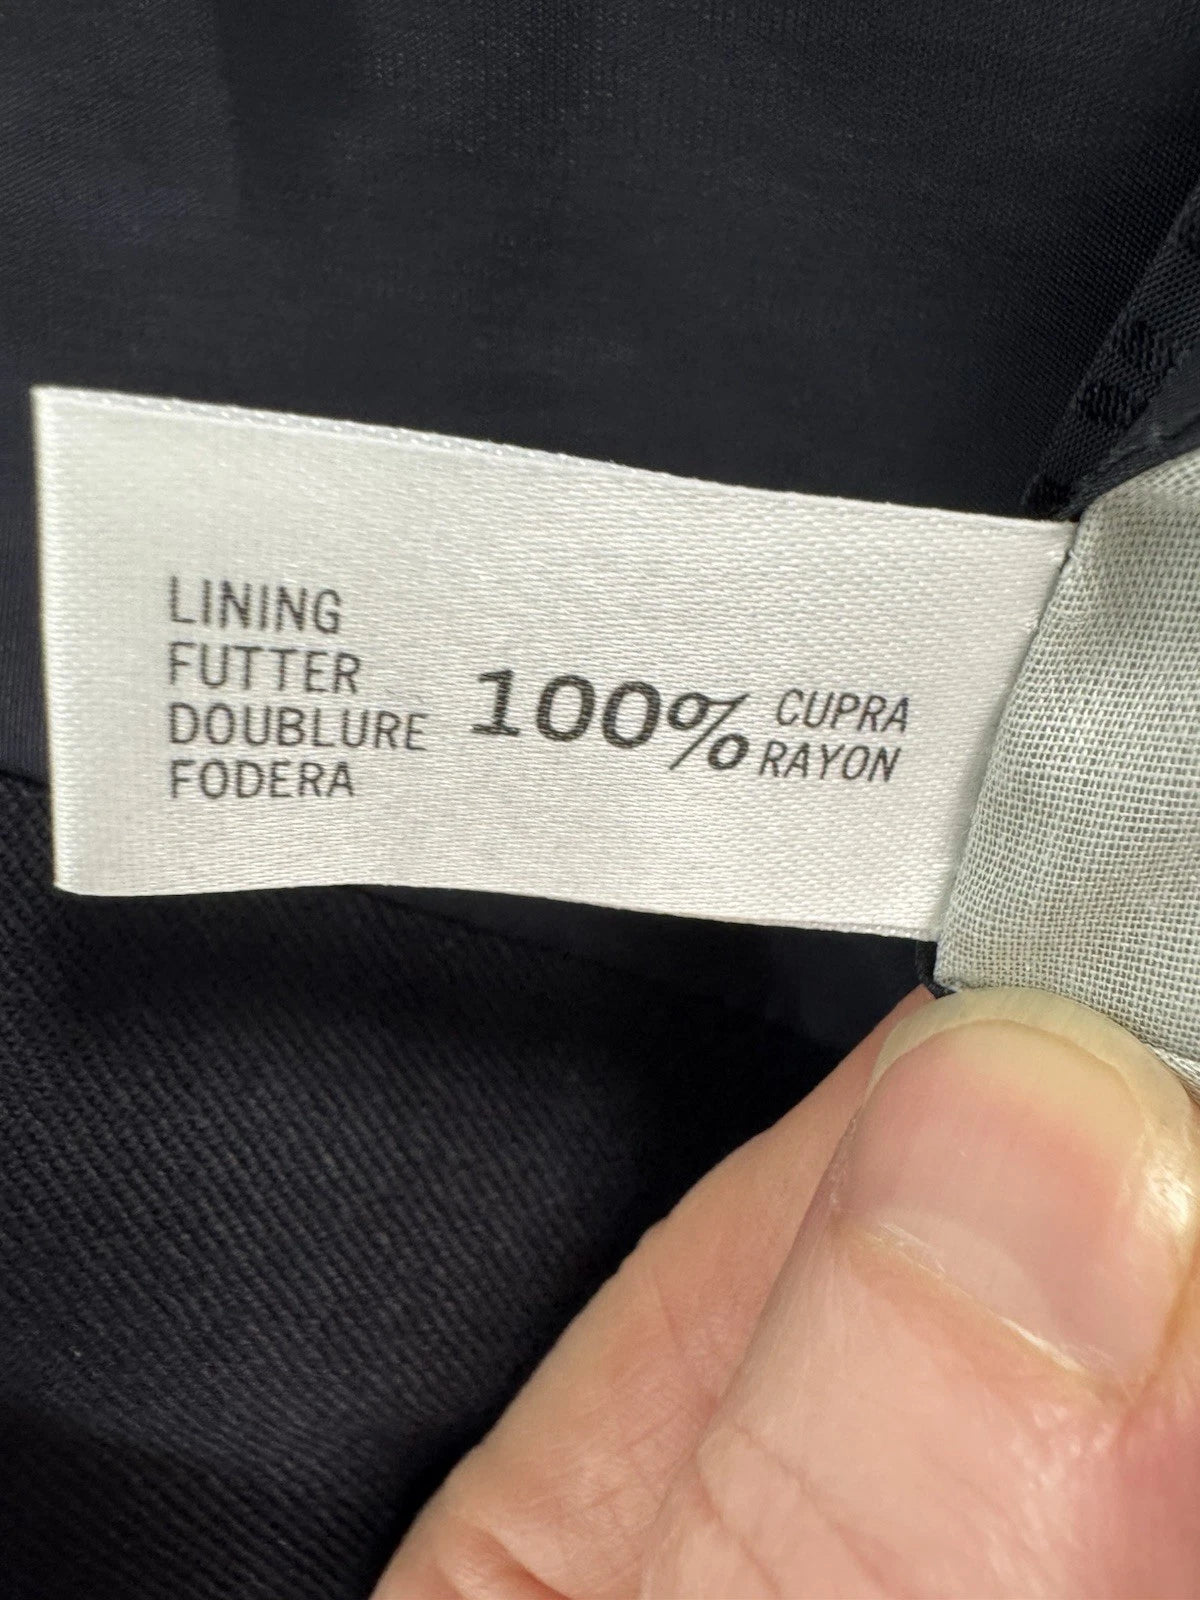 LINING
FUTTER
DOUBLURE
FODERA
100%
CUPRA
RAYON